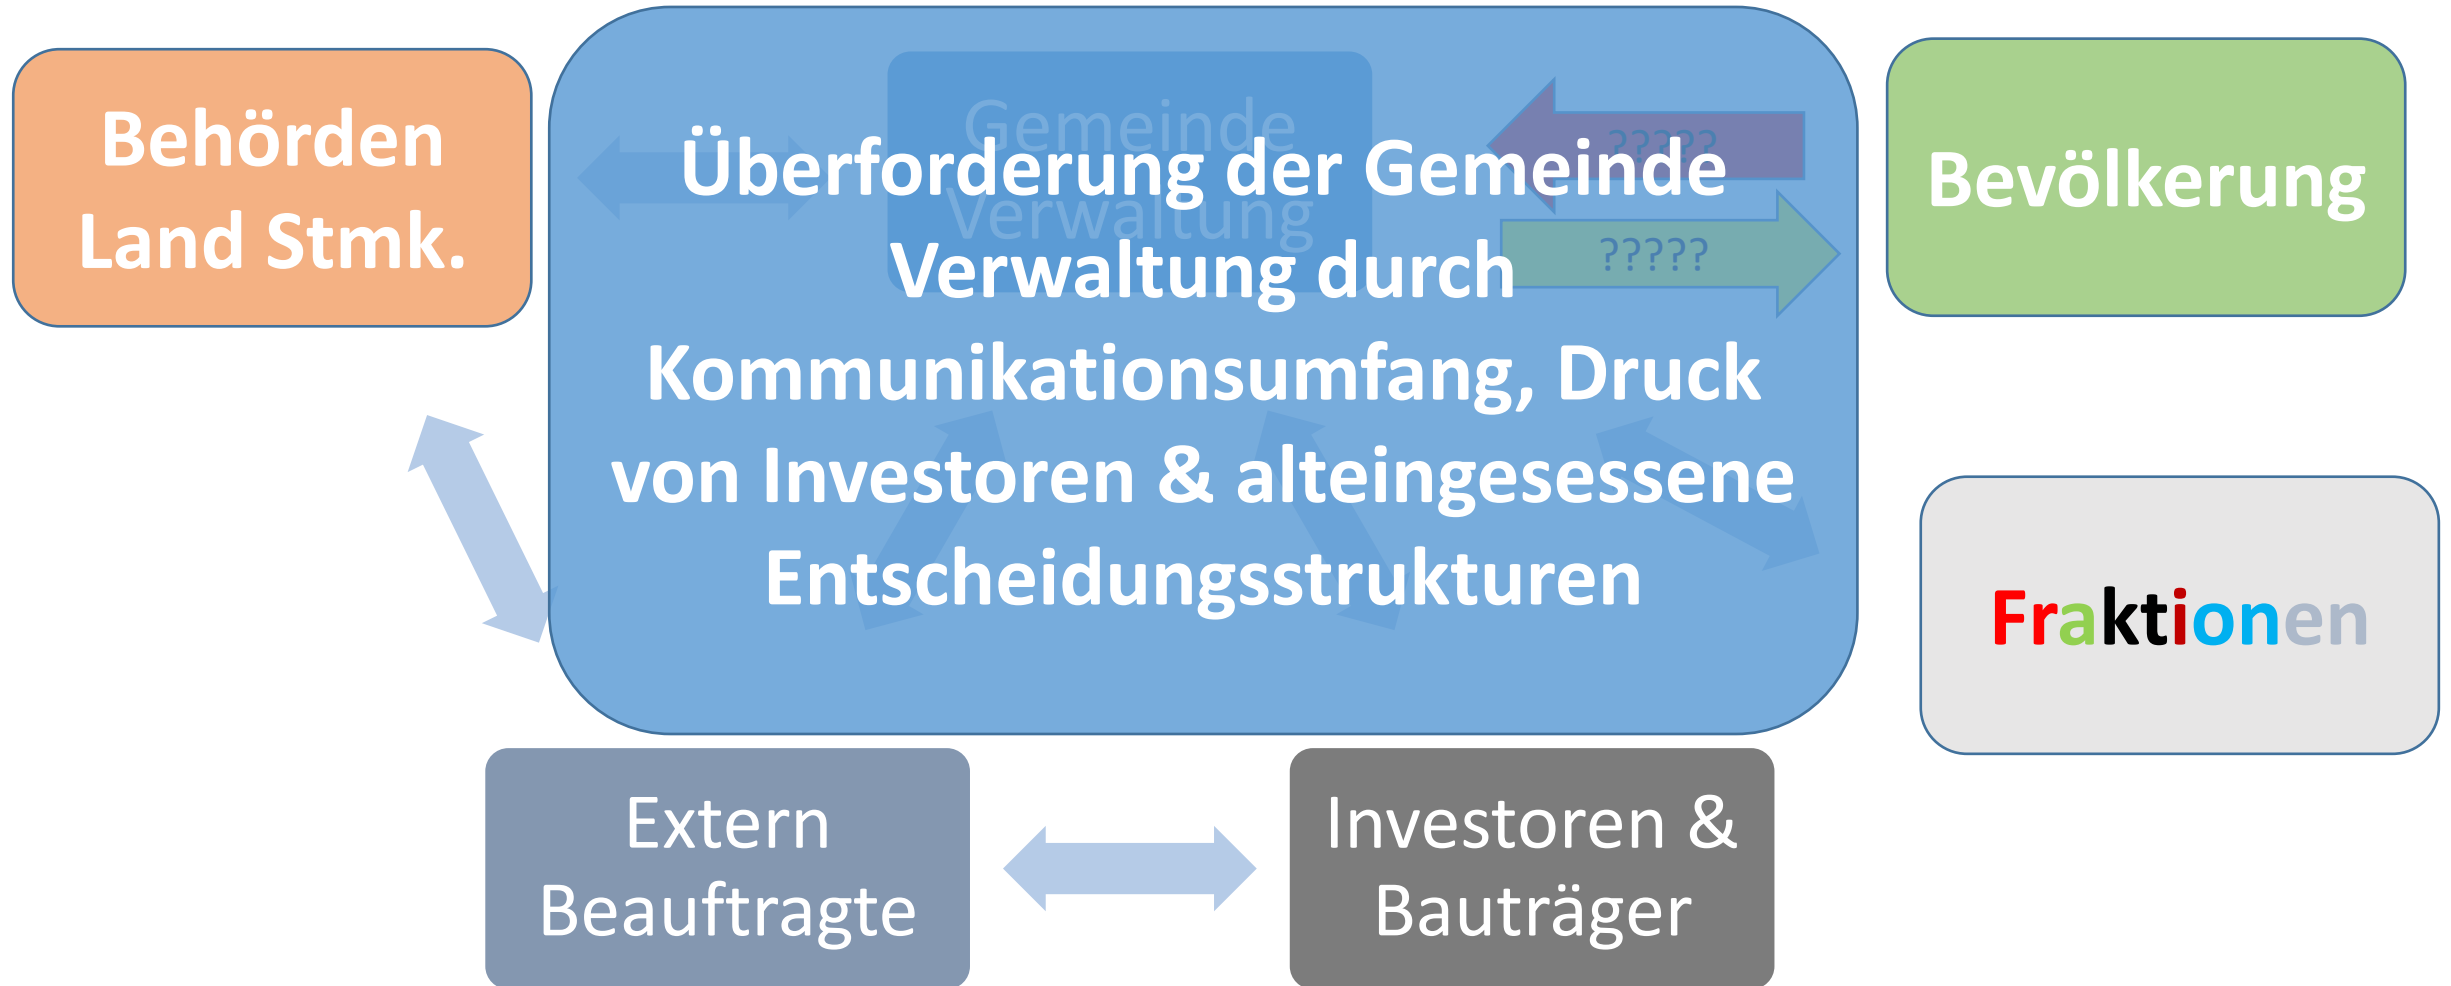 Behörden
Land Stmk.
Gemeinde
Verwaltung
Überforderung der Gemeinde
Verwaltung durch
Kommunikationsumfang, Druck
von Investoren & alteingesessene
Entscheidungsstrukturen
?????
?????
Bevölkerung
Fraktionen
Extern
Beauftragte
Investoren &
Bauträger